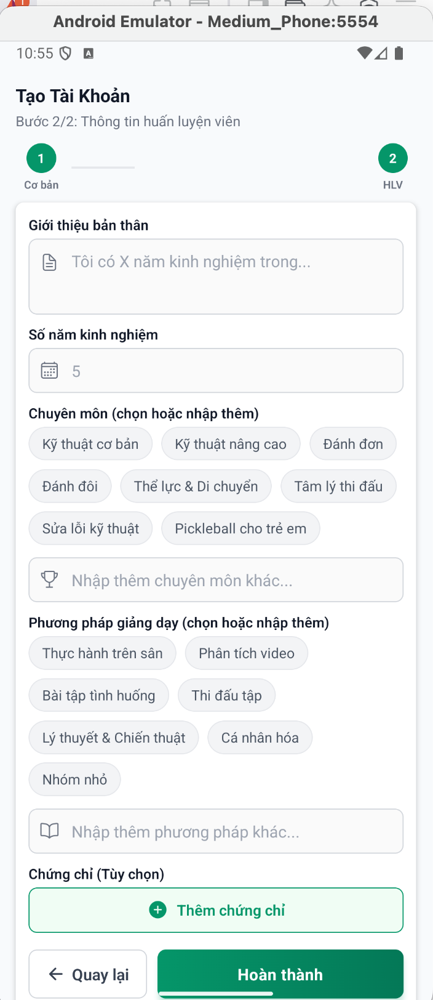 Android Emulator - Medium_Phone:5554
10:55 A
Tạo Tài Khoản
Bước 2/2: Thông tin huấn luyện viên
1 2
Cơ bản HLV
Giới thiệu bản thân
Tôi có X năm kinh nghiệm trong...
Số năm kinh nghiệm
5
Chuyên môn (chọn hoặc nhập thêm)
Kỹ thuật cơ bản Kỹ thuật nâng cao Đánh đơn
Đánh đôi Thể lực & Di chuyển Tâm lý thi đấu
Sửa lỗi kỹ thuật Pickleball cho trẻ em
Nhập thêm chuyên môn khác...
Phương pháp giảng dạy (chọn hoặc nhập thêm)
Thực hành trên sân Phân tích video
Bài tập tình huống Thi đấu tập
Lý thuyết & Chiến thuật Cá nhân hóa
Nhóm nhỏ
Nhập thêm phương pháp khác...
Chứng chỉ (Tùy chọn)
Thêm chứng chỉ
Quay lại Hoàn thành